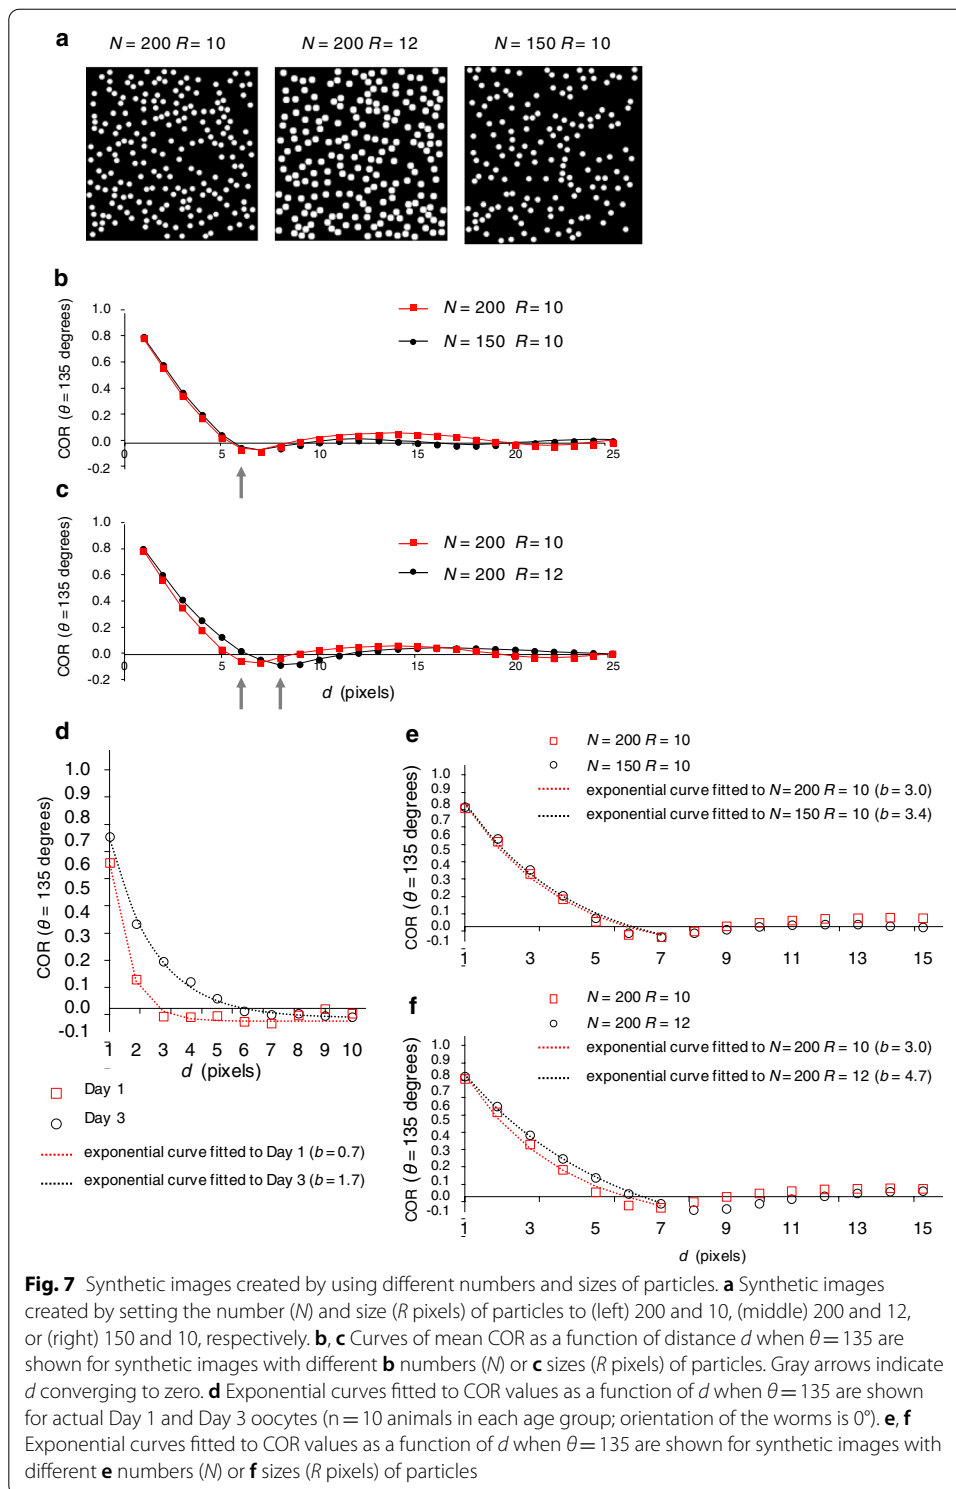 a
N = 200 R = 10 N = 200 R = 12 N = 150 R = 10
b
COR (θ = 135 degrees)
1.0
0.8
0.6
0.4
0.2
0.0
-0.2
0 5 10 15 20 25
N = 200 R = 10
N = 150 R = 10
c
COR (θ = 135 degrees)
1.0
0.8
0.6
0.4
0.2
0.0
-0.2
0 5 10 15 20 25
d (pixels)
N = 200 R = 10
N = 200 R = 12
d
COR (θ = 135 degrees)
1.0
0.9
0.8
0.7
0.6
0.5
0.4
0.3
0.2
0.1
0.0
-0.1
1 2 3 4 5 6 7 8 9 10
d (pixels)
Day 1
Day 3
exponential curve fitted to Day 1 (b = 0.7)
exponential curve fitted to Day 3 (b = 1.7)
e
N = 200 R = 10
N = 150 R = 10
exponential curve fitted to N = 200 R = 10 (b = 3.0)
exponential curve fitted to N = 150 R = 10 (b = 3.4)
COR (θ = 135 degrees)
1.0
0.9
0.8
0.7
0.6
0.5
0.4
0.3
0.2
0.1
0.0
-0.1
1 3 5 7 9 11 13 15
f
N = 200 R = 10
N = 200 R = 12
exponential curve fitted to N = 200 R = 10 (b = 3.0)
exponential curve fitted to N = 200 R = 12 (b = 4.7)
COR (θ = 135 degrees)
1.0
0.9
0.8
0.7
0.6
0.5
0.4
0.3
0.2
0.1
0.0
-0.1
1 3 5 7 9 11 13 15
d (pixels)
Fig. 7 Synthetic images created by using different numbers and sizes of particles. a Synthetic images
created by setting the number (N) and size (R pixels) of particles to (left) 200 and 10, (middle) 200 and 12,
or (right) 150 and 10, respectively. b, c Curves of mean COR as a function of distance d when θ = 135 are
shown for synthetic images with different b numbers (N) or c sizes (R pixels) of particles. Gray arrows indicate
d converging to zero. d Exponential curves fitted to COR values as a function of d when θ = 135 are shown
for actual Day 1 and Day 3 oocytes (n = 10 animals in each age group; orientation of the worms is 0°). e, f
Exponential curves fitted to COR values as a function of d when θ = 135 are shown for synthetic images with
different e numbers (N) or f sizes (R pixels) of particles